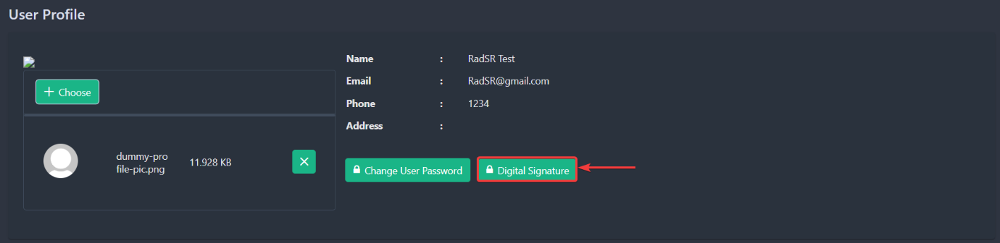 User Profile
Name : RadSR Test
Email : RadSR@gmail.com
Phone : 1234
Address :
Choose
dummy-pro
file-pic.png
11.928 KB
Change User Password
Digital Signature